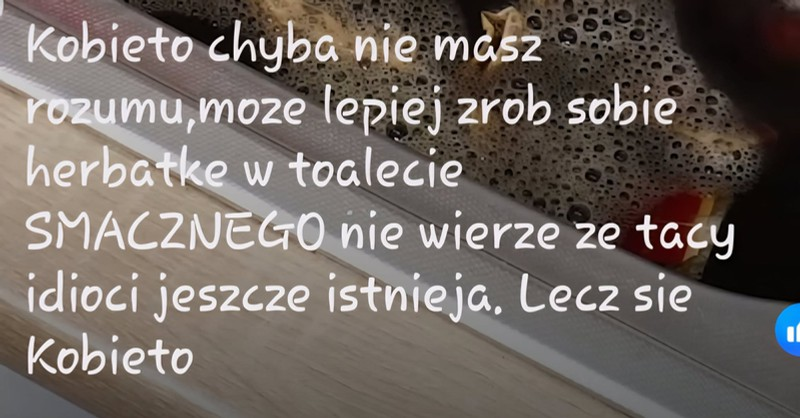 Kobieto chyba nie masz
rozumu,moze lepiej zrob sobie
herbatke w toalecie
SMACZNEGO nie wierze ze tacy
idioci jeszcze istnieja. Lecz sie
Kobieto